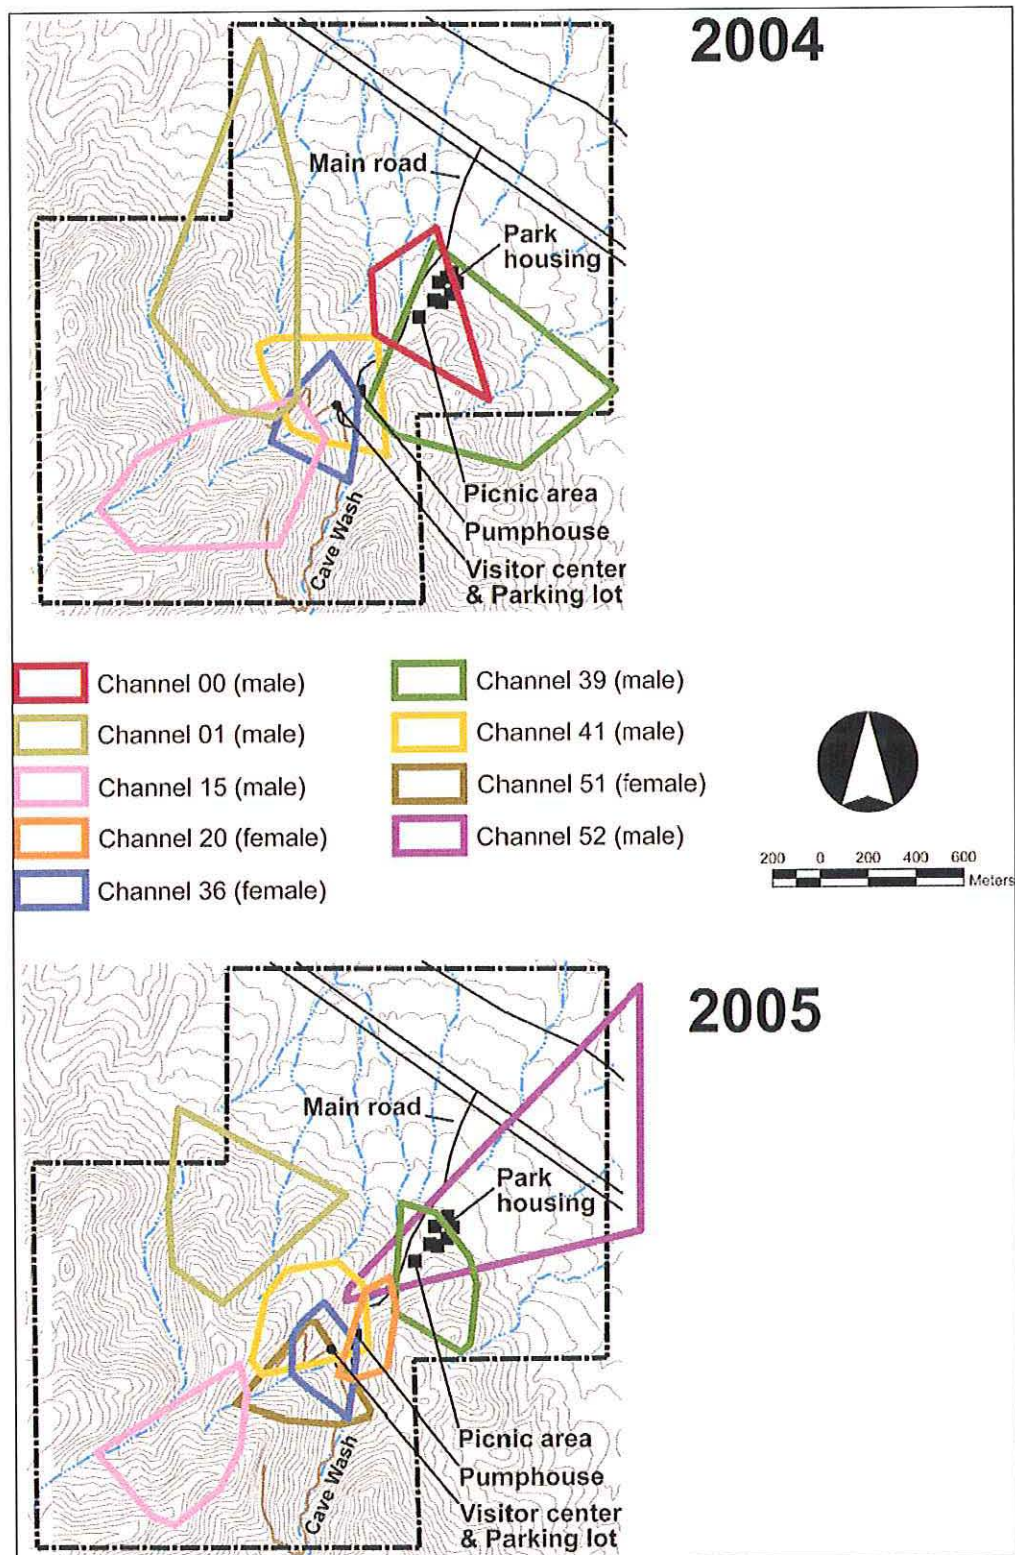 2004
Main road
Park
housing
Picnic area
Pumphouse
Visitor center
& Parking lot
Cave Wash
Channel 00 (male)
Channel 01 (male)
Channel 15 (male)
Channel 20 (female)
Channel 36 (female)
Channel 39 (male)
Channel 41 (male)
Channel 51 (female)
Channel 52 (male)
200 0 200 400 600
Meters
2005
Main road
Park
housing
Picnic area
Pumphouse
Visitor center
& Parking lot
Cave Wash